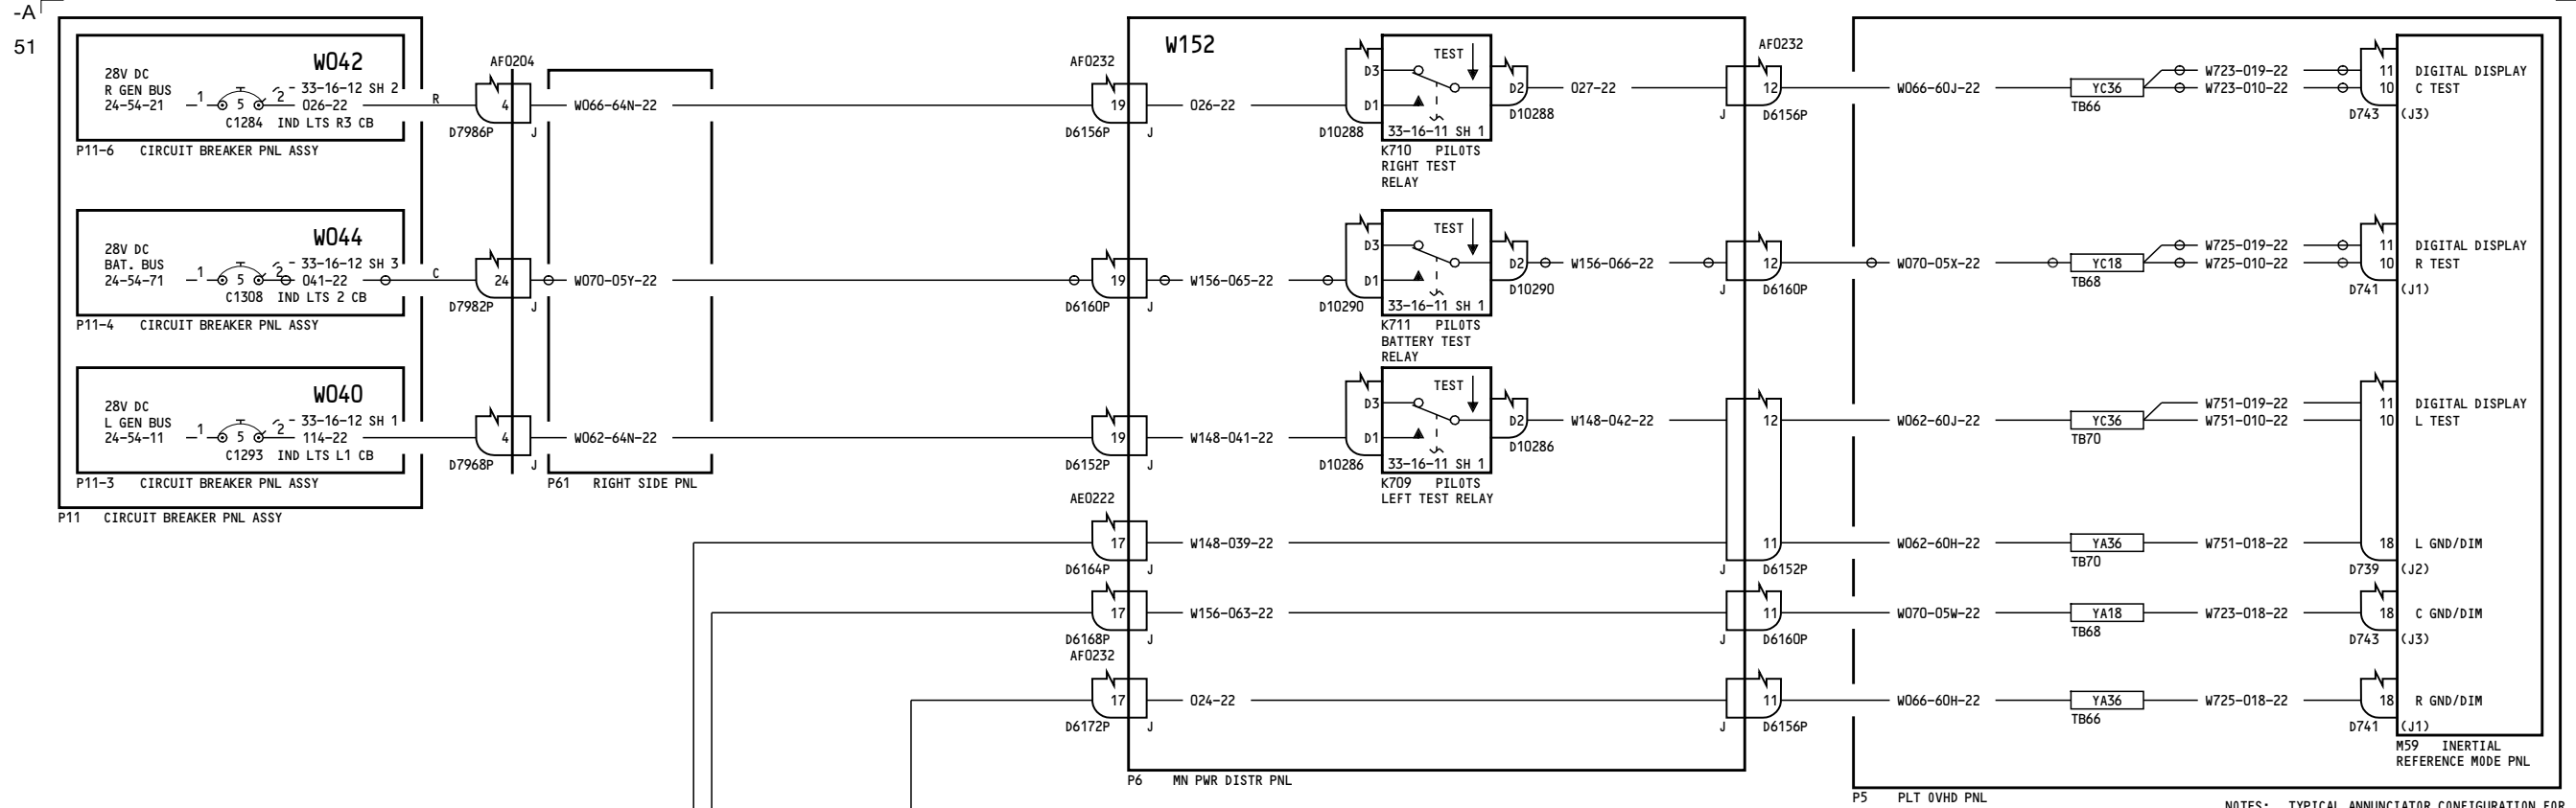 -A
51
W042
28V DC
R GEN BUS
24-54-21
1
5
2
33-16-12 SH 2
026-22
C1284 IND LTS R3 CB
P11-6 CIRCUIT BREAKER PNL ASSY
R
AF0204
4
D7986P
J
W066-64N-22
AF0232
19
D6156P
J
W152
026-22
D3
D1
D10288
TEST
33-16-11 SH 1
K710 PILOTS
RIGHT TEST
RELAY
D2
D10288
027-22
AF0232
12
J
D6156P
W066-60J-22
YC36
TB66
W723-019-22
W723-010-22
11
10
D743
(J3)
DIGITAL DISPLAY
C TEST
W044
28V DC
BAT. BUS
24-54-71
1
5
2
33-16-12 SH 3
041-22
C1308 IND LTS 2 CB
P11-4 CIRCUIT BREAKER PNL ASSY
C
24
D7982P
J
W070-05Y-22
19
D6160P
J
W156-065-22
D3
D1
D10290
TEST
33-16-11 SH 1
K711 PILOTS
BATTERY TEST
RELAY
D2
D10290
W156-066-22
12
J
D6160P
W070-05X-22
YC18
TB68
W725-019-22
W725-010-22
11
10
D741
(J1)
DIGITAL DISPLAY
R TEST
W040
28V DC
L GEN BUS
24-54-11
1
5
2
33-16-12 SH 1
114-22
C1293 IND LTS L1 CB
P11-3 CIRCUIT BREAKER PNL ASSY
P11 CIRCUIT BREAKER PNL ASSY
4
D7968P
J
W062-64N-22
P61 RIGHT SIDE PNL
19
D6152P
J
W148-041-22
D3
D1
D10286
TEST
33-16-11 SH 1
K709 PILOTS
LEFT TEST RELAY
D2
D10286
W148-042-22
12
W062-60J-22
YC36
TB70
W751-019-22
W751-010-22
11
10
DIGITAL DISPLAY
L TEST
AE0222
17
D6164P
J
W148-039-22
11
J
D6152P
W062-60H-22
YA36
TB70
W751-018-22
18
L GND/DIM
D739
(J2)
17
D6168P
J
W156-063-22
11
J
D6160P
W070-05W-22
YA18
TB68
W723-018-22
18
C GND/DIM
D743
(J3)
AF0232
17
D6172P
J
024-22
11
J
D6156P
W066-60H-22
YA36
TB66
W725-018-22
18
R GND/DIM
D741
(J1)
M59 INERTIAL
REFERENCE MODE PNL
P6 MN PWR DISTR PNL
P5 PLT OVHD PNL
NOTES: TYPICAL ANNUNCIATOR CONFIGURATION FOR